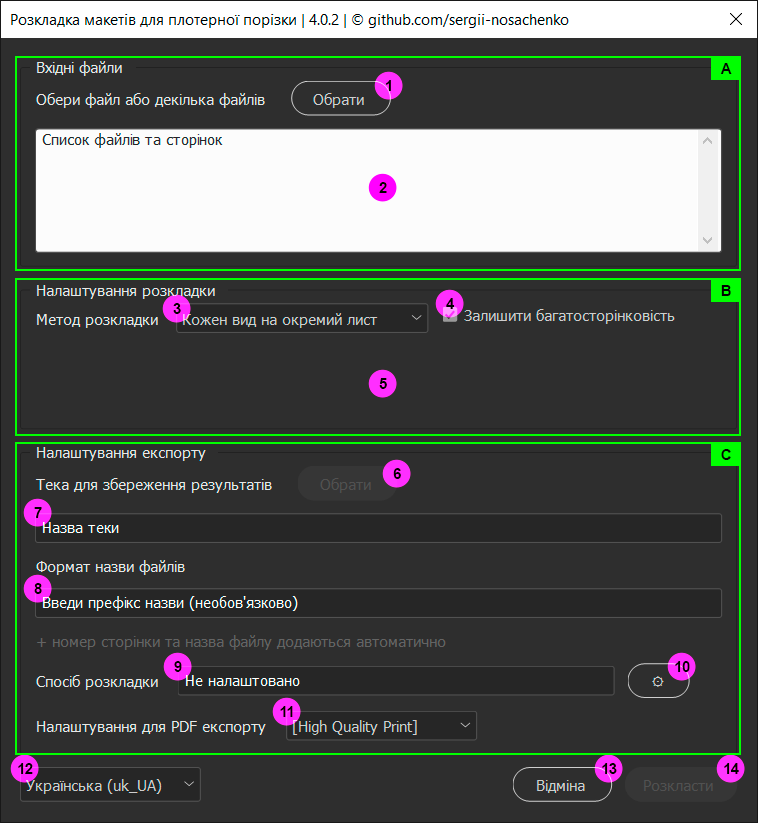 Розкладка макетів для плотерної порізки | 4.0.2 | © github.com/sergii-nosachenko
A
Вхідні файли
1
Обери файл або декілька файлів Обрати
Список файлів та сторінок
2
B
Налаштування розкладки
3 4
Метод розкладки Кожен вид на окремий лист Залишити багатосторінковість
5
C
Налаштування експорту
6
Тека для збереження результатів Обрати
7
Назва теки
Формат назви файлів
8
Введи префікс назви (необов'язково)
+ номер сторінки та назва файлу додаються автоматично
9 10
Спосіб розкладки Не налаштовано
11
Налаштування для PDF експорту [High Quality Print]
12 13 14
Українська (uk_UA) Відміна Розкласти